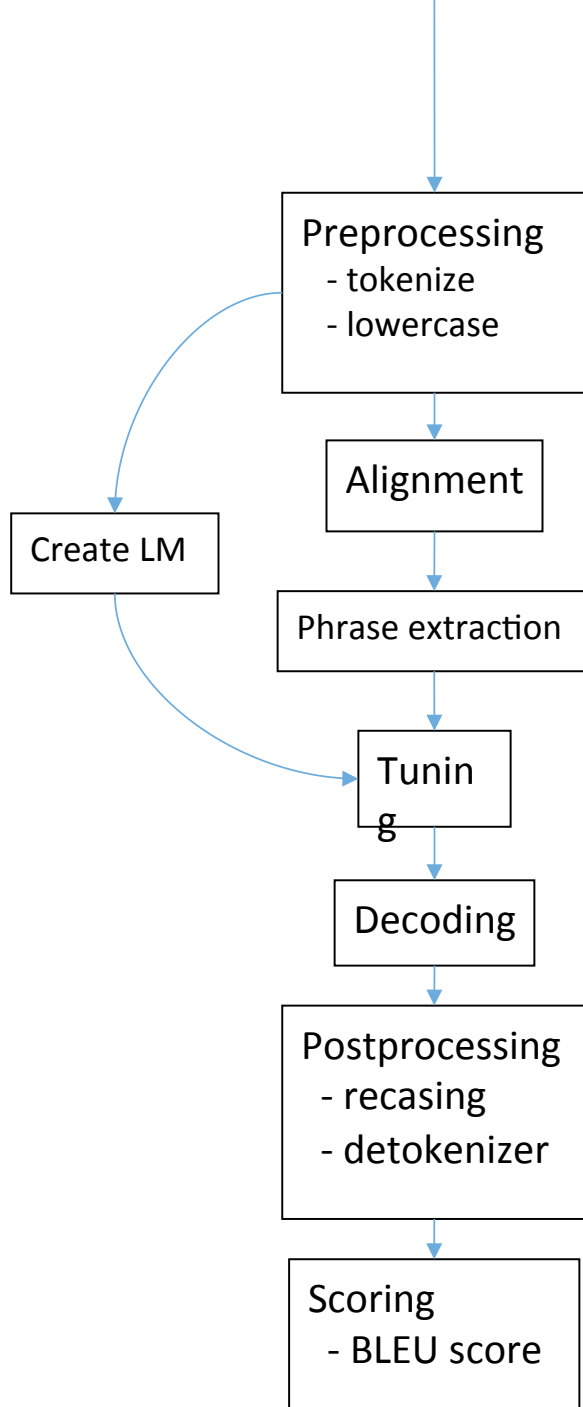 Preprocessing
- tokenize
- lowercase
Alignment
Create LM
Phrase extraction
Tunin
g
Decoding
Postprocessing
- recasing
- detokenizer
Scoring
- BLEU score